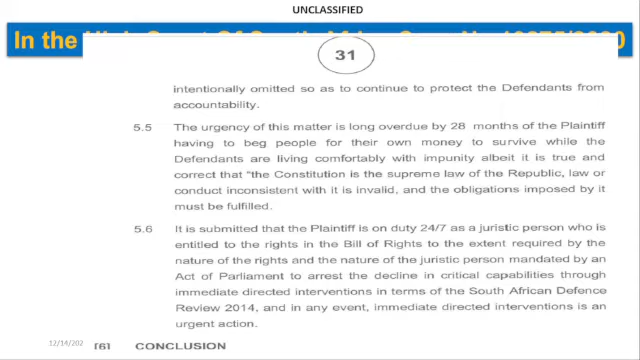 UNCLASSIFIED
In the
31
intentionally omitted so as to continue to protect the Defendants from
accountability.
5.5 The urgency of this matter is long overdue by 28 months of the Plaintiff
having to beg people for their own money to survive while the
Defendants are living comfortably with impunity albeit it is true and
correct that "the Constitution is the supreme law of the Republic, law or
conduct inconsistent with it is invalid, and the obligations imposed by it
must be fulfilled.
5.6 It is submitted that the Plaintiff is on duty 24/7 as a juristic person who is
entitled to the rights in the Bill of Rights to the extent required by the
nature of the rights and the nature of the juristic person mandated by an
Act of Parliament to arrest the decline in critical capabilities through
immediate directed interventions in terms of the South African Defence
Review 2014, and in any event, immediate directed interventions is an
urgent action.
12/14/202
[6] CONCLUSION